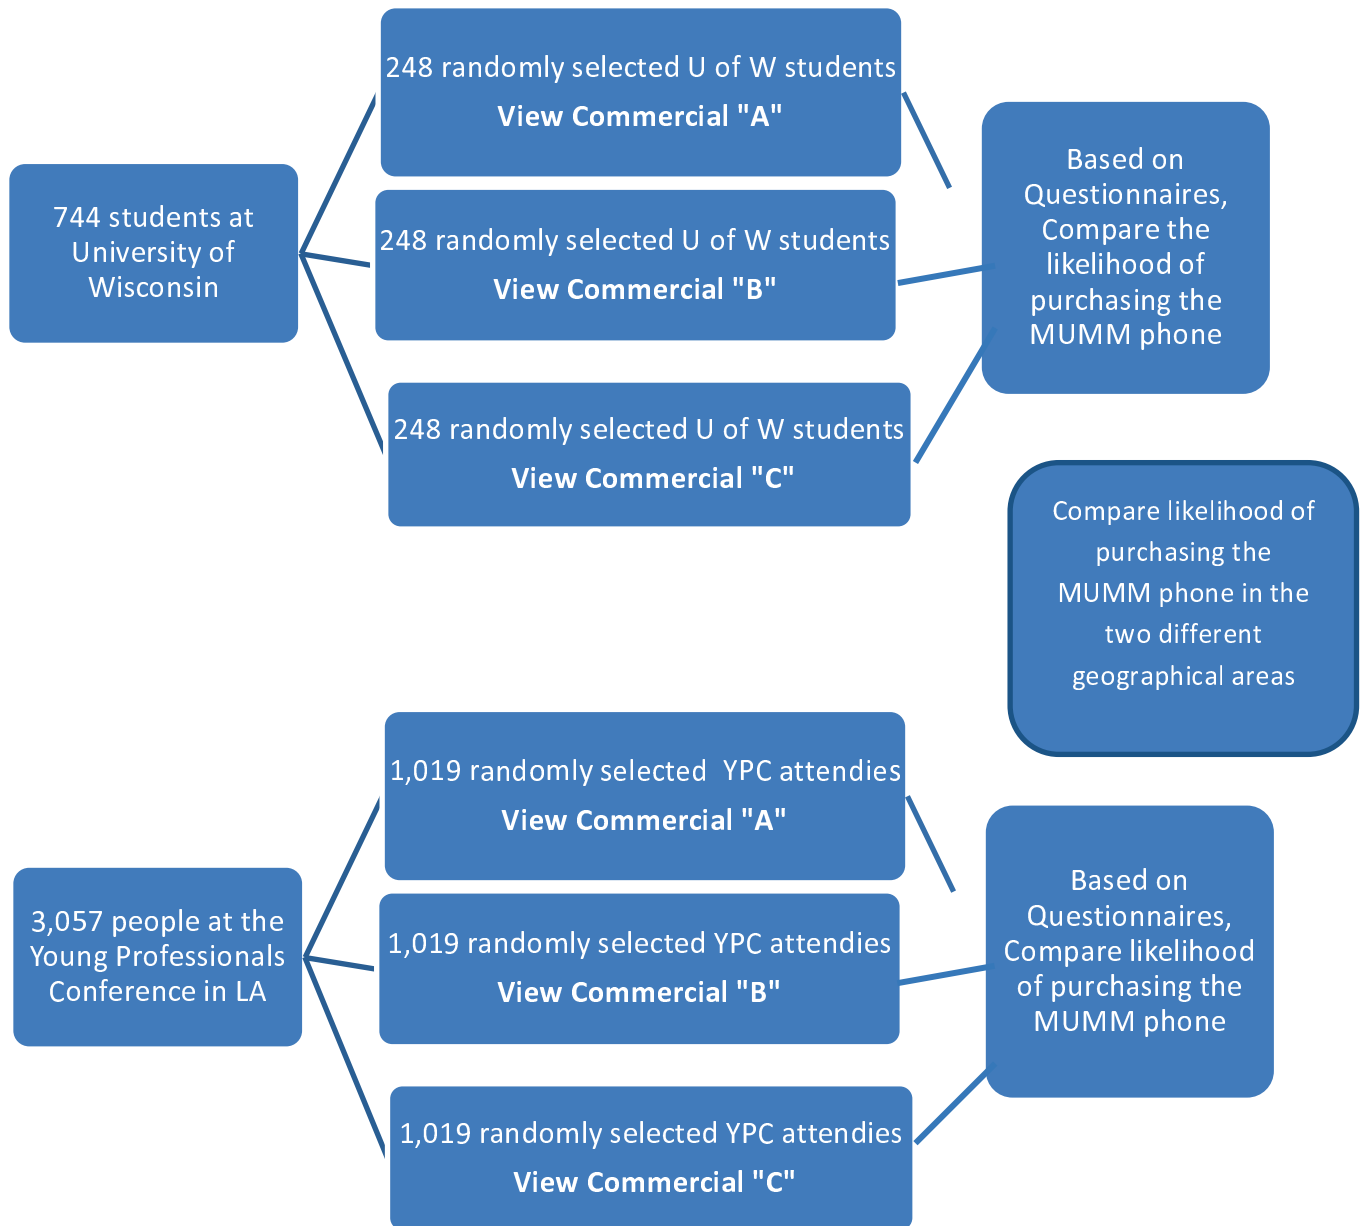 744 students at
University of
Wisconsin
248 randomly selected U of W students
View Commercial "A"
248 randomly selected U of W students
View Commercial "B"
248 randomly selected U of W students
View Commercial "C"
Based on
Questionnaires,
Compare the
likelihood of
purchasing the
MUMM phone
Compare likelihood of
purchasing the
MUMM phone in the
two different
geographical areas
3,057 people at the
Young Professionals
Conference in LA
1,019 randomly selected  YPC attendies
View Commercial "A"
1,019 randomly selected YPC attendies
View Commercial "B"
1,019 randomly selected YPC attendies
View Commercial "C"
Based on
Questionnaires,
Compare likelihood
of purchasing the
MUMM phone